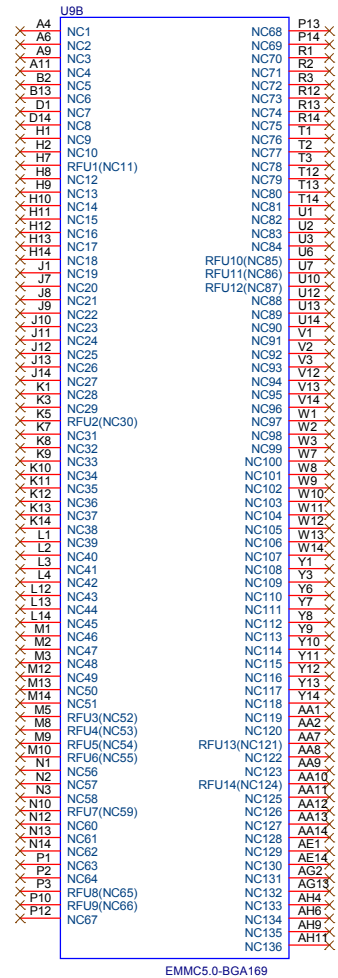 U9B
A4 NC1 NC68 P13
A6 NC2 NC69 P14
A9 NC3 NC70 R1
A11 NC4 NC71 R2
B2 NC5 NC72 R3
B13 NC6 NC73 R12
D1 NC7 NC74 R13
D14 NC8 NC75 R14
H1 NC9 NC76 T1
H2 NC10 NC77 T2
H7 RFU1(NC11) NC78 T3
H8 NC12 NC79 T12
H9 NC13 NC80 T13
H10 NC14 NC81 T14
H11 NC15 NC82 U1
H12 NC16 NC83 U2
H13 NC17 NC84 U3
H14 NC18 RFU10(NC85) U6
J1 NC19 RFU11(NC86) U7
J7 NC20 RFU12(NC87) U10
J8 NC21 NC88 U12
J9 NC22 NC89 U13
J10 NC23 NC90 U14
J11 NC24 NC91 V1
J12 NC25 NC92 V2
J13 NC26 NC93 V3
J14 NC27 NC94 V12
K1 NC28 NC95 V13
K3 NC29 NC96 V14
K5 RFU2(NC30) NC97 W1
K7 NC31 NC98 W2
K8 NC32 NC99 W3
K9 NC33 NC100 W7
K10 NC34 NC101 W8
K11 NC35 NC102 W9
K12 NC36 NC103 W10
K13 NC37 NC104 W11
K14 NC38 NC105 W12
L1 NC39 NC106 W13
L2 NC40 NC107 W14
L3 NC41 NC108 Y1
L4 NC42 NC109 Y3
L12 NC43 NC110 Y6
L13 NC44 NC111 Y7
L14 NC45 NC112 Y8
M1 NC46 NC113 Y9
M2 NC47 NC114 Y10
M3 NC48 NC115 Y11
M12 NC49 NC116 Y12
M13 NC50 NC117 Y13
M14 NC51 NC118 Y14
M5 RFU3(NC52) NC119 AA1
M8 RFU4(NC53) NC120 AA2
M9 RFU5(NC54) RFU13(NC121) AA7
M10 RFU6(NC55) NC122 AA8
N1 NC56 NC123 AA9
N2 NC57 RFU14(NC124) AA10
N3 NC58 NC125 AA11
N10 RFU7(NC59) NC126 AA12
N12 NC60 NC127 AA13
N13 NC61 NC128 AA14
N14 NC62 NC129 AE1
P1 NC63 NC130 AE14
P2 NC64 NC131 AG2
P3 RFU8(NC65) NC132 AG13
P10 RFU9(NC66) NC133 AH4
P12 NC67 NC134 AH6
NC135 AH9
NC136 AH11
EMMC5.0-BGA169